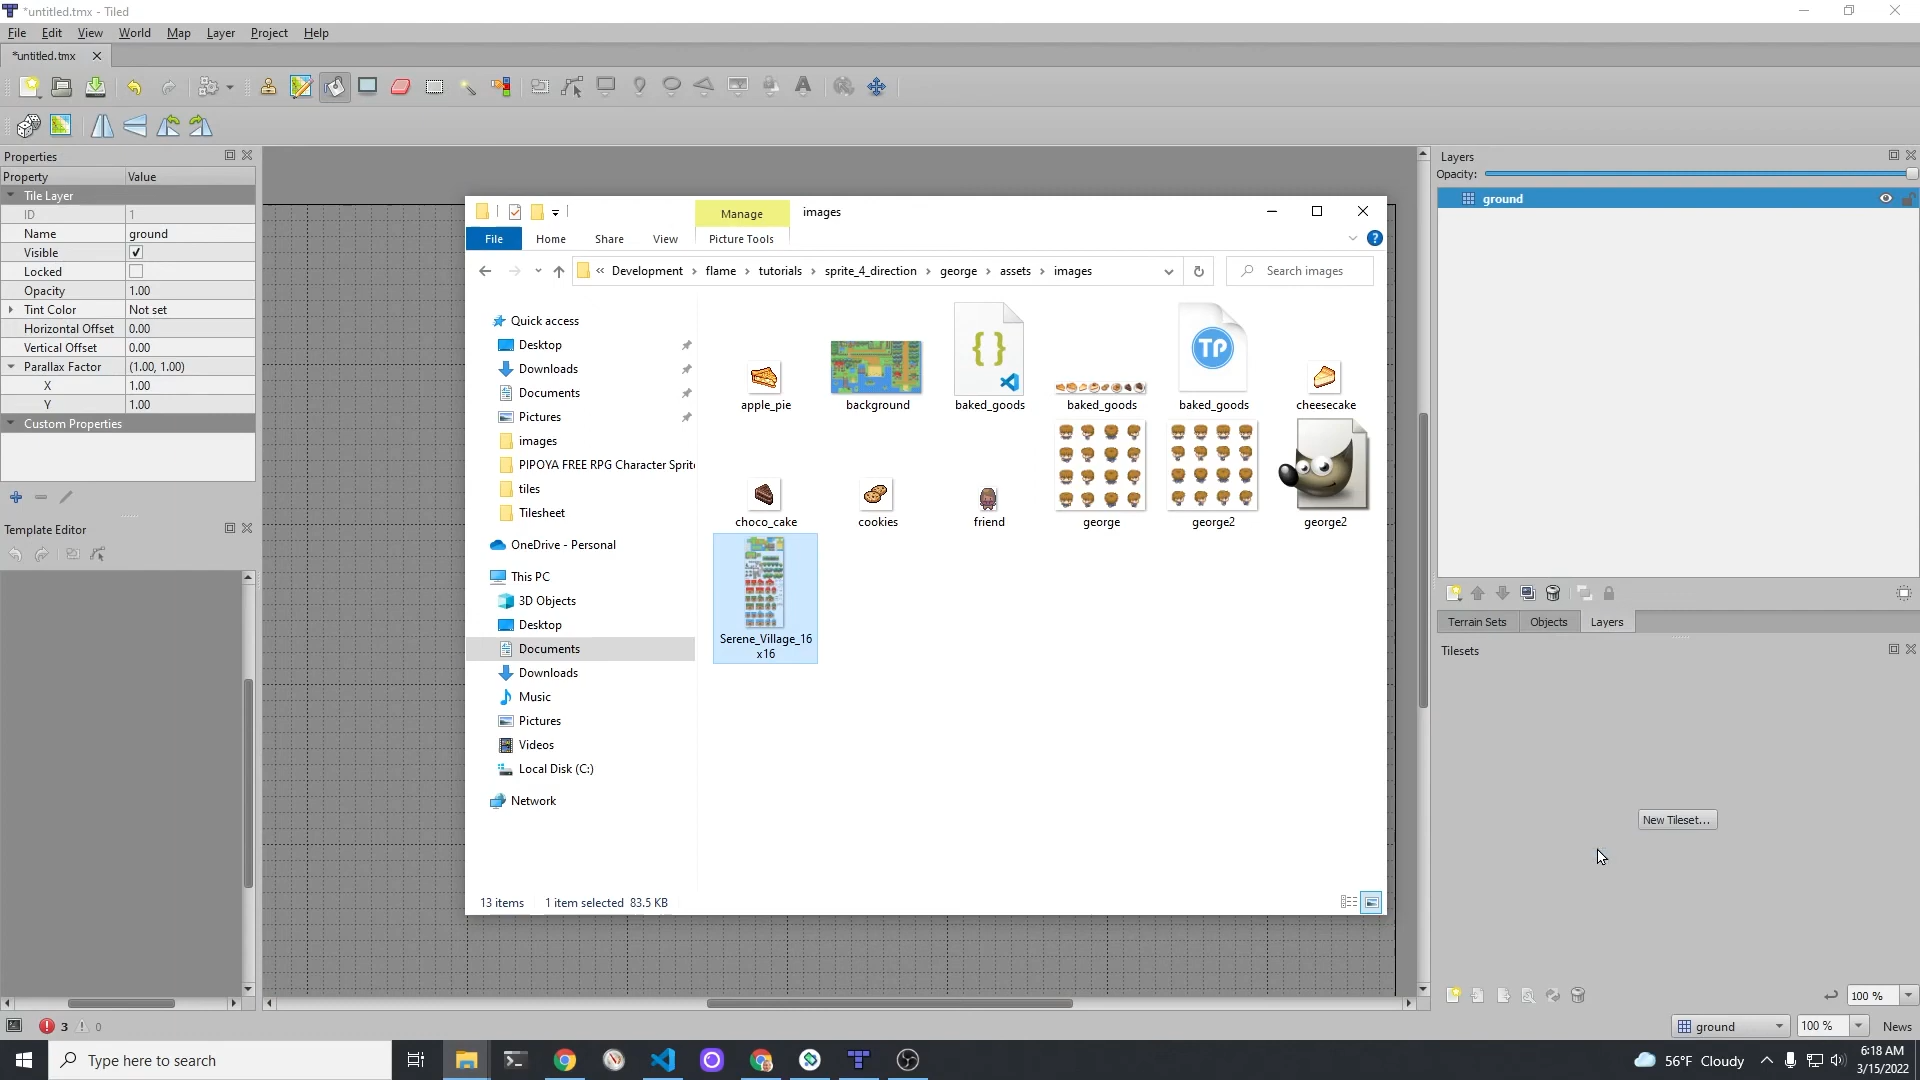 *untitled.tmx - Tiled
File Edit View World Map Layer Project Help
*untitled.tmx
Properties
Property Value
Tile Layer
ID 1
Name ground
Visible
Locked
Opacity 1.00
Tint Color Not set
Horizontal Offset 0.00
Vertical Offset 0.00
Parallax Factor (1.00, 1.00)
X 1.00
Y 1.00
Custom Properties
Template Editor
Manage images
File Home Share View Picture Tools
« Development › flame › tutorials › sprite_4_direction › george › assets › images
Search images
Quick access
Desktop
Downloads
Documents
Pictures
images
PIPOYA FREE RPG Character Sprit
tiles
Tilesheet
OneDrive - Personal
This PC
3D Objects
Desktop
Documents
Downloads
Music
Pictures
Videos
Local Disk (C:)
Network
TP
apple_pie background baked_goods baked_goods baked_goods cheesecake
choco_cake cookies friend george george2 george2
Serene_Village_16
x16
13 items 1 item selected 83.5 KB
Layers
Opacity:
ground
Terrain Sets Objects Layers
Tilesets
New Tileset...
100 %
3 0
ground 100 % News
Type here to search
56°F Cloudy
6:18 AM
3/15/2022